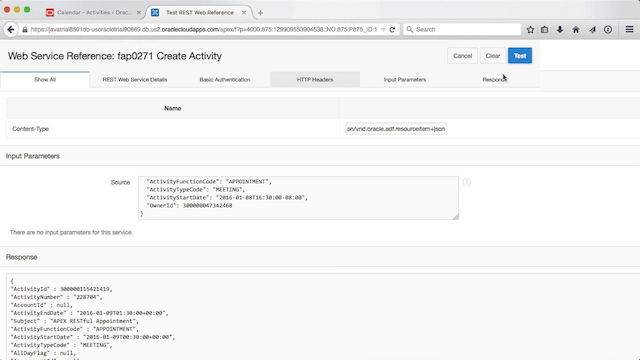 Calendar - Activities - Orac...
Test REST Web Reference
https://javatrial8501db-usoracletrial90869.db.us2.oraclecloudapps.com/apex/f?p=4000:875:129909553904538::NO:875:P875_ID:1
Search
Web Service Reference: fap0271 Create Activity
Cancel
Clear
Test
Show All
REST Web Service Details
Basic Authentication
HTTP Headers
Input Parameters
Response
Name
Content-Type
on/vnd.oracle.adf.resourceitem+json
Input Parameters
Source
"ActivityFunctionCode": "APPOINTMENT",
"ActivityTypeCode": "MEETING",
"ActivityStartDate": "2016-01-08T16:30:00-08:00",
"OwnerId": 300000047342468
}
There are no input parameters for this service.
Response
{
"ActivityId" : 300000115421419,
"ActivityNumber" : "228704",
"AccountId" : null,
"ActivityEndDate" : "2016-01-09T01:30:00+00:00",
"Subject" : "APEX RESTful Appointment",
"ActivityFunctionCode" : "APPOINTMENT",
"ActivityStartDate" : "2016-01-09T00:30:00+00:00",
"ActivityTypeCode" : "MEETING",
"AllDayFlag" : null,